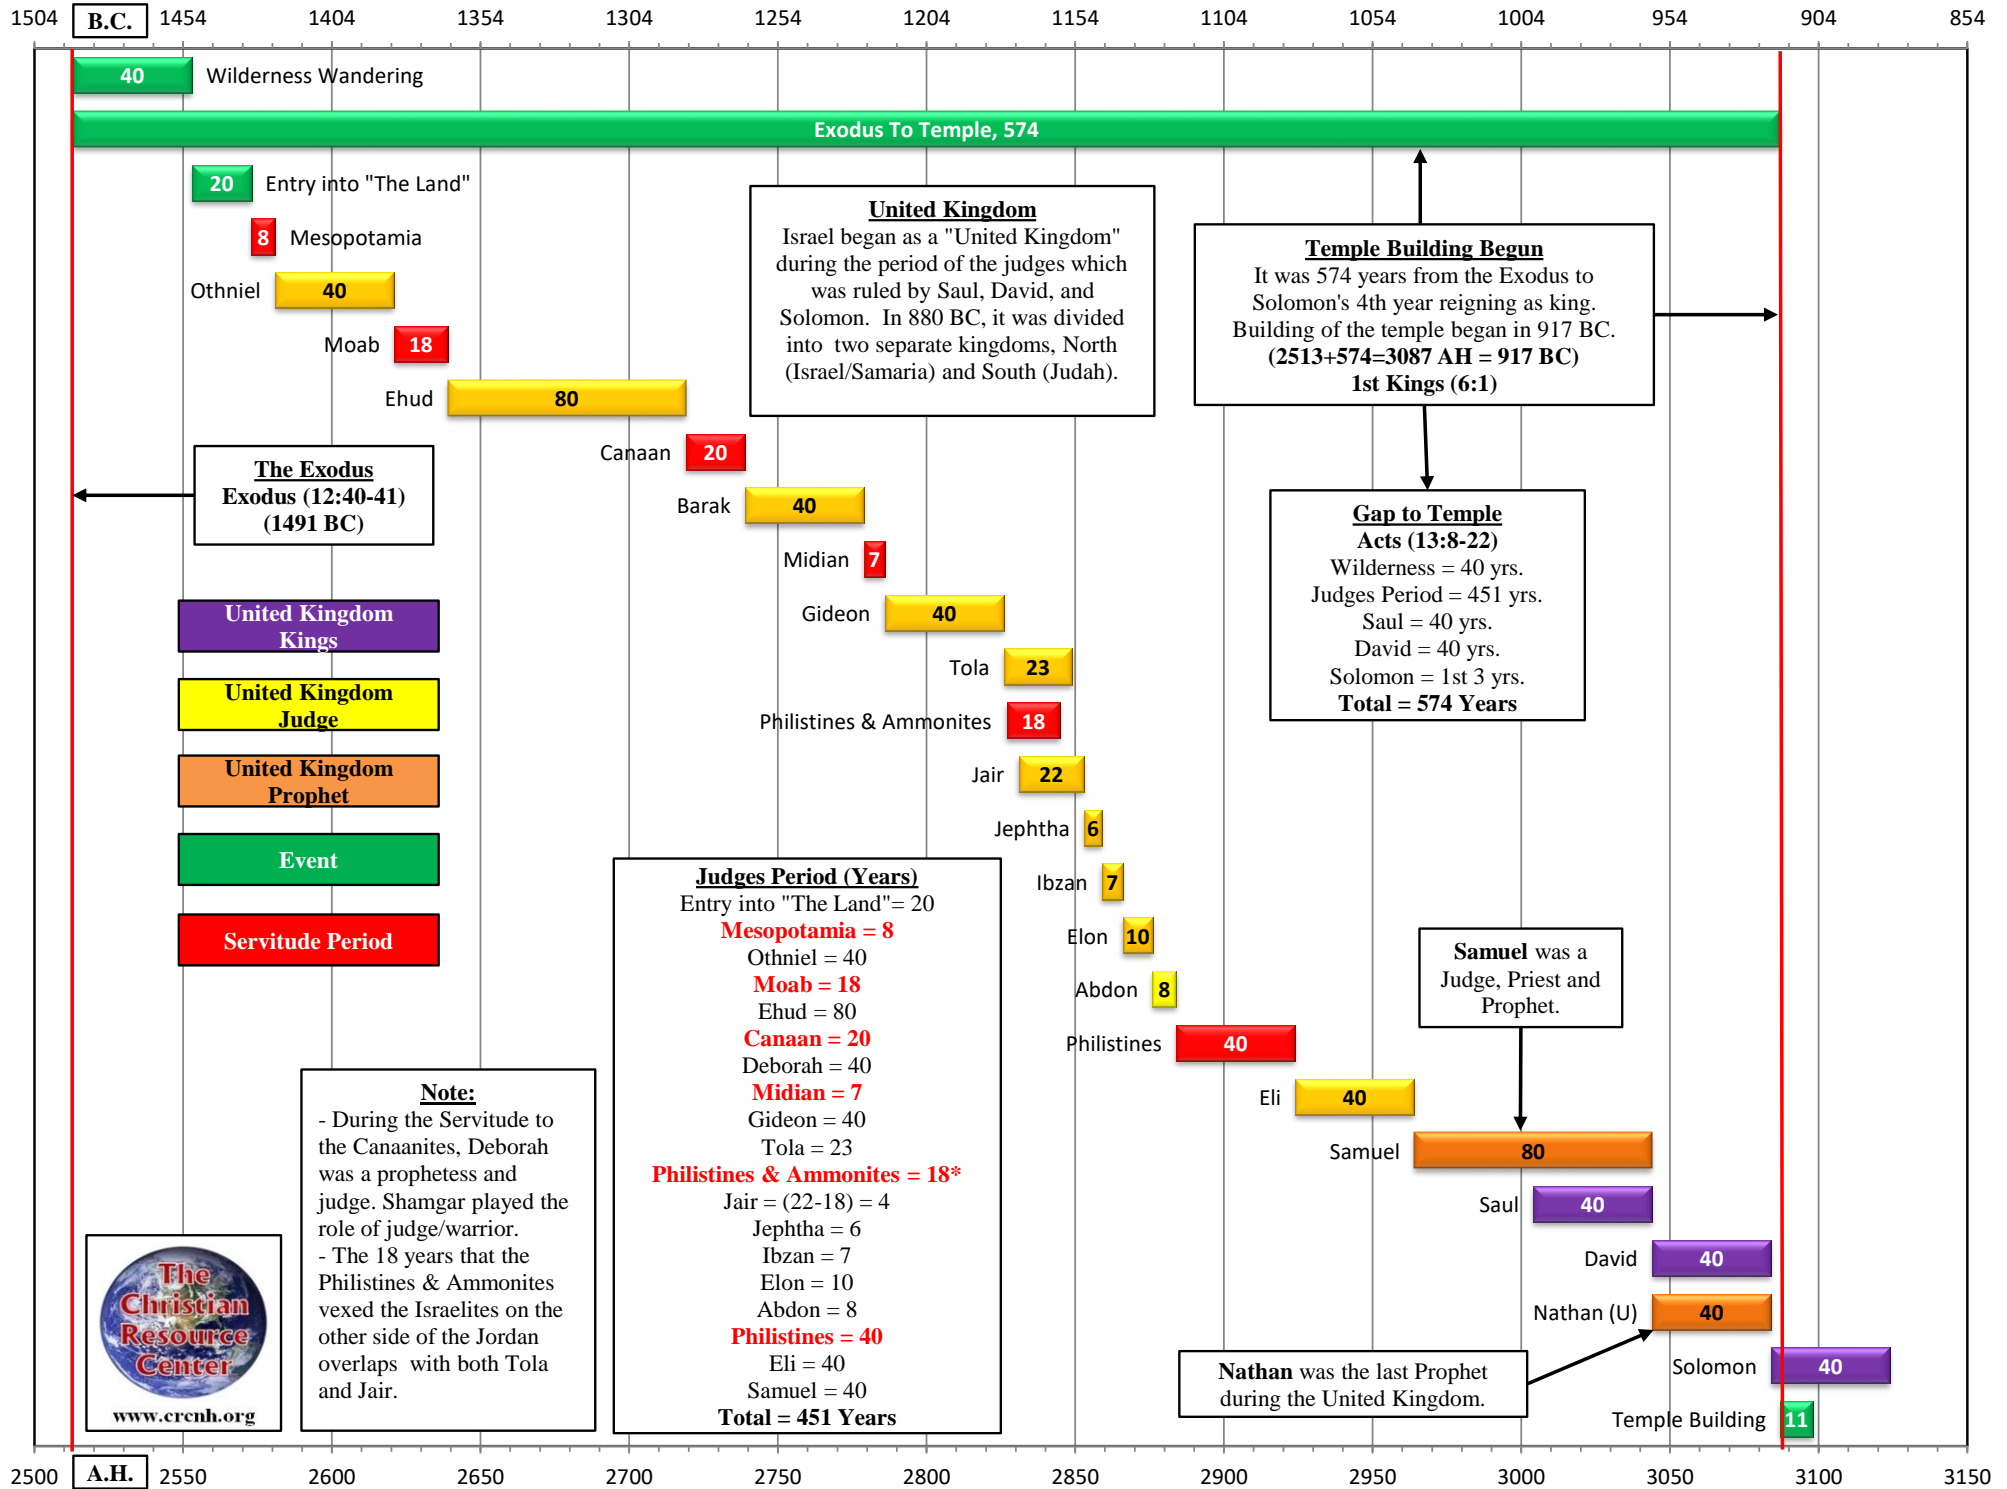 1504 B.C. 1454 1404 1354 1304 1254 1204 1154 1104 1054 1004 954 904 854
40 Wilderness Wandering
Exodus To Temple, 574
20 Entry into "The Land"
8 Mesopotamia
Othniel 40
Moab 18
Ehud 80
Canaan 20
Barak 40
Midian 7
Gideon 40
Tola 23
Philistines & Ammonites 18
Jair 22
Jephtha 6
Ibzan 7
Elon 10
Abdon 8
Philistines 40
Eli 40
Samuel 80
Saul 40
David 40
Nathan (U) 40
Solomon 40
Temple Building 11
United Kingdom
Israel began as a "United Kingdom"
during the period of the judges which
was ruled by Saul, David, and
Solomon. In 880 BC, it was divided
into two separate kingdoms, North
(Israel/Samaria) and South (Judah).
Temple Building Begun
It was 574 years from the Exodus to
Solomon's 4th year reigning as king.
Building of the temple began in 917 BC.
(2513+574=3087 AH = 917 BC)
1st Kings (6:1)
The Exodus
Exodus (12:40-41)
(1491 BC)
Gap to Temple
Acts (13:8-22)
Wilderness = 40 yrs.
Judges Period = 451 yrs.
Saul = 40 yrs.
David = 40 yrs.
Solomon = 1st 3 yrs.
Total = 574 Years
United Kingdom
Kings
United Kingdom
Judge
United Kingdom
Prophet
Event
Servitude Period
Judges Period (Years)
Entry into "The Land"= 20
Mesopotamia = 8
Othniel = 40
Moab = 18
Ehud = 80
Canaan = 20
Deborah = 40
Midian = 7
Gideon = 40
Tola = 23
Philistines & Ammonites = 18*
Jair = (22-18) = 4
Jephtha = 6
Ibzan = 7
Elon = 10
Abdon = 8
Philistines = 40
Eli = 40
Samuel = 40
Total = 451 Years
Samuel was a
Judge, Priest and
Prophet.
Note:
- During the Servitude to
the Canaanites, Deborah
was a prophetess and
judge. Shamgar played the
role of judge/warrior.
- The 18 years that the
Philistines & Ammonites
vexed the Israelites on the
other side of the Jordan
overlaps with both Tola
and Jair.
The
Christian
Resource
Center
www.crcnh.org
Nathan was the last Prophet
during the United Kingdom.
2500 A.H. 2550 2600 2650 2700 2750 2800 2850 2900 2950 3000 3050 3100 3150